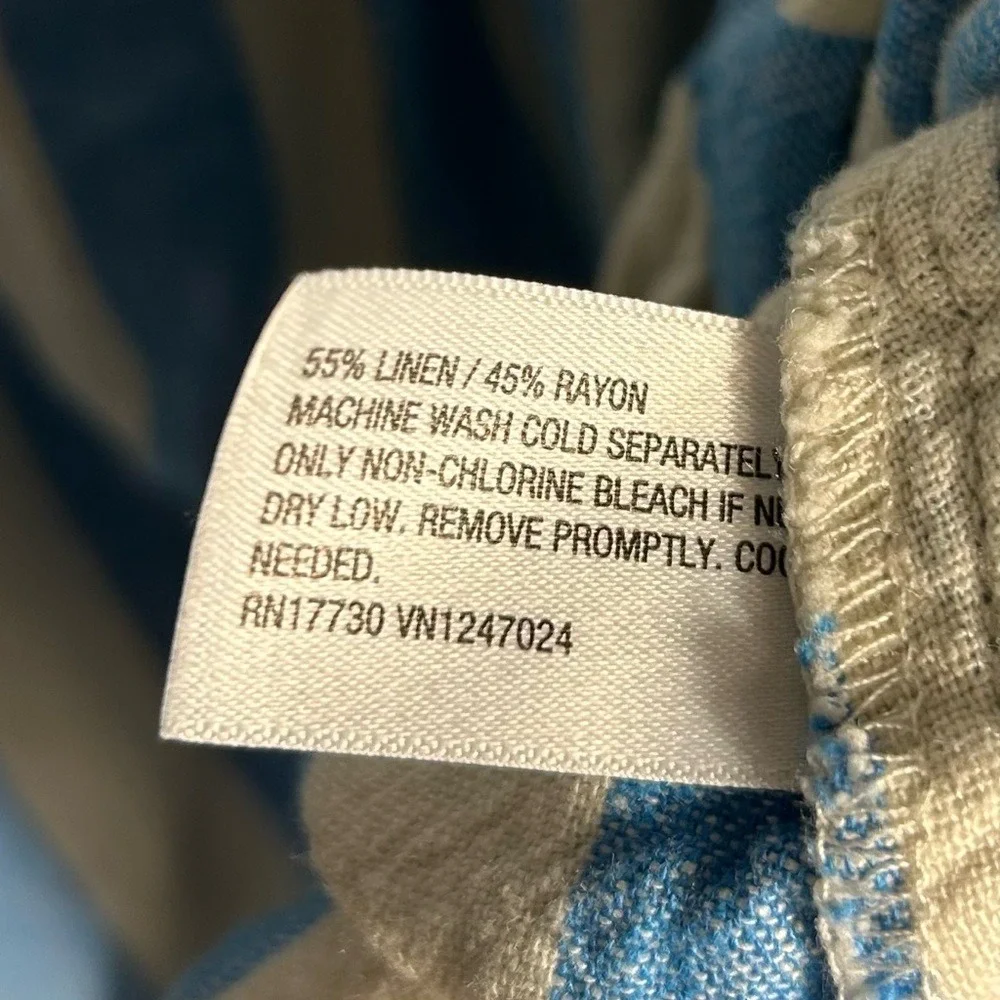 55% LINEN / 45% RAYON
MACHINE WASH COLD SEPARATELY
ONLY NON-CHLORINE BLEACH IF
DRY LOW. REMOVE PROMPTLY.
NEEDED.
RN17730 VN1247024